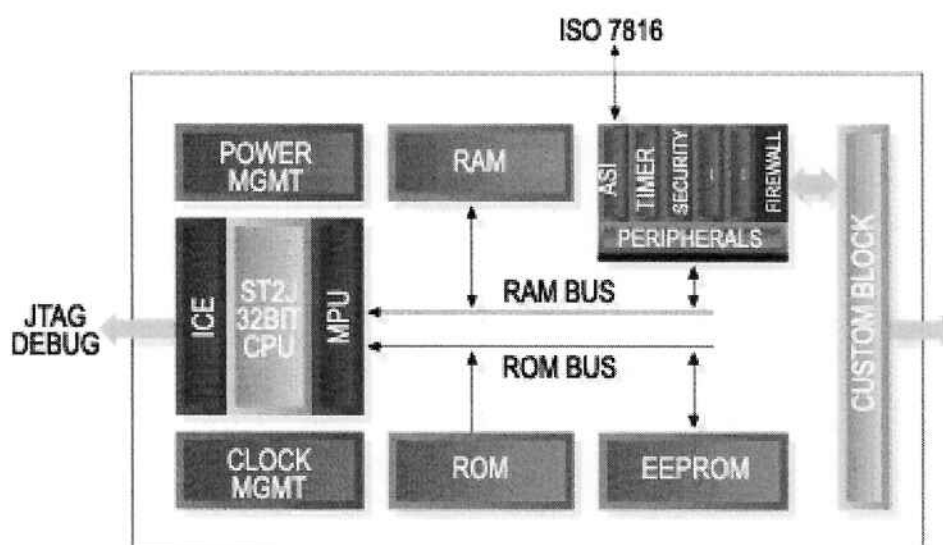 ISO 7816
POWER
MGMT
RAM
ASI
TIMER
SECURITY
FIREWALL
PERIPHERALS
ICE
ST2J
32BIT
CPU
MPU
RAM BUS
JTAG
DEBUG
ROM BUS
CUSTOM BLOCK
CLOCK
MGMT
ROM
EEPROM